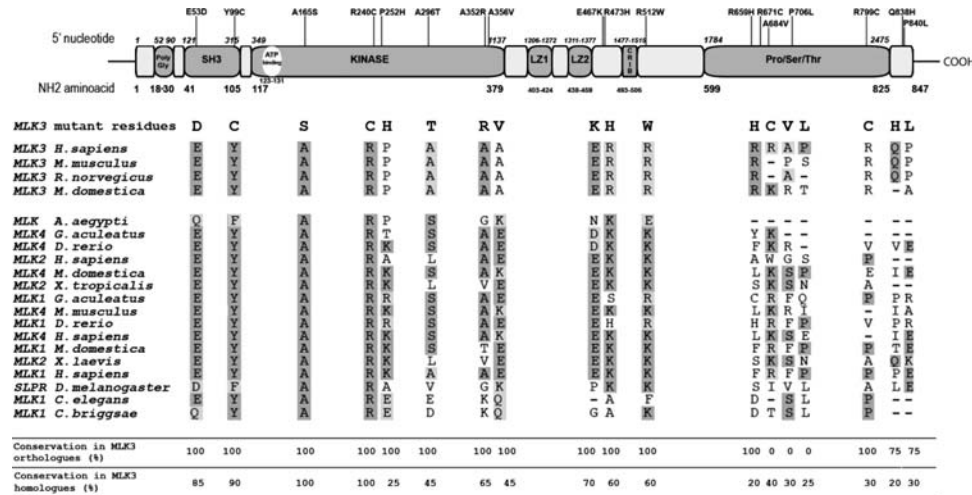 E53D Y99C A165S R240C P252H A296T A352R A356V E467K R473H R512W R659H R671C A684V P706L R799C Q838H P840L
5' nucleotide 1 52 90 121 315 349 1137 1206-1272 1311-1377 1477-1515 1784 2475
Poly Gly SH3 ATP binding KINASE LZ1 LZ2 CRIB Pro/Ser/Thr COOH
123-131
NH2 aminoacid 1 18-30 41 105 117 379 403-424 438-459 493-506 599 825 847
MLK3 mutant residues D C S C H T R V K H W H C V L C H L
MLK3 H.sapiens E Y A R P A A A E R R R R A P R Q P
MLK3 M.musculus E Y A R P A A A E R R R - P S R Q P
MLK3 R.norvegicus E Y A R P A A A E R R R - A - R Q P
MLK3 M.domestica E Y A R P A A A E R R R K R T R - A
MLK A.aegypti Q F A R P S G K N K E - - - - - - -
MLK4 G.aculeatus E Y A R T S A E D K K Y K - - - - -
MLK4 D.rerio E Y A R K S A E D K K F K R - V V E
MLK2 H.sapiens E Y A R A L A E E K K A W G S P - -
MLK4 M.domestica E Y A R K S A K E K K L K S P E I E
MLK2 X.tropicalis E Y A R K L V E E K K S K S N A - -
MLK1 G.aculeatus E Y A R R S A E E S R C R F Q P P R
MLK4 M.musculus E Y A R K S A K E K K L K R I - I A
MLK1 D.rerio E Y A R K S A E E H R H R F P V P R
MLK4 H.sapiens E Y A R K S A K E K K L K S E - I E
MLK1 M.domestica E Y A R K S T E E K K F R F P P T E
MLK2 X.laevis E Y A R K L V E E K K S K S N A Q K
MLK1 H.sapiens E Y A R K A A E E K K F R F P P P E
SLPR D.melanogaster D F A R A V G K P K K S I V L A L E
MLK1 C.elegans E Y A R E E K Q - A F D - S L P - -
MLK1 C.briggsae Q Y A R E D K Q G A K D T S L P - -
Conservation in MLK3 orthologues (%) 100 100 100 100 100 100 100 100 100 100 100 100 0 0 0 100 75 75
Conservation in MLK3 homologues (%) 85 90 100 100 25 45 65 45 70 60 60 20 40 30 25 30 20 30